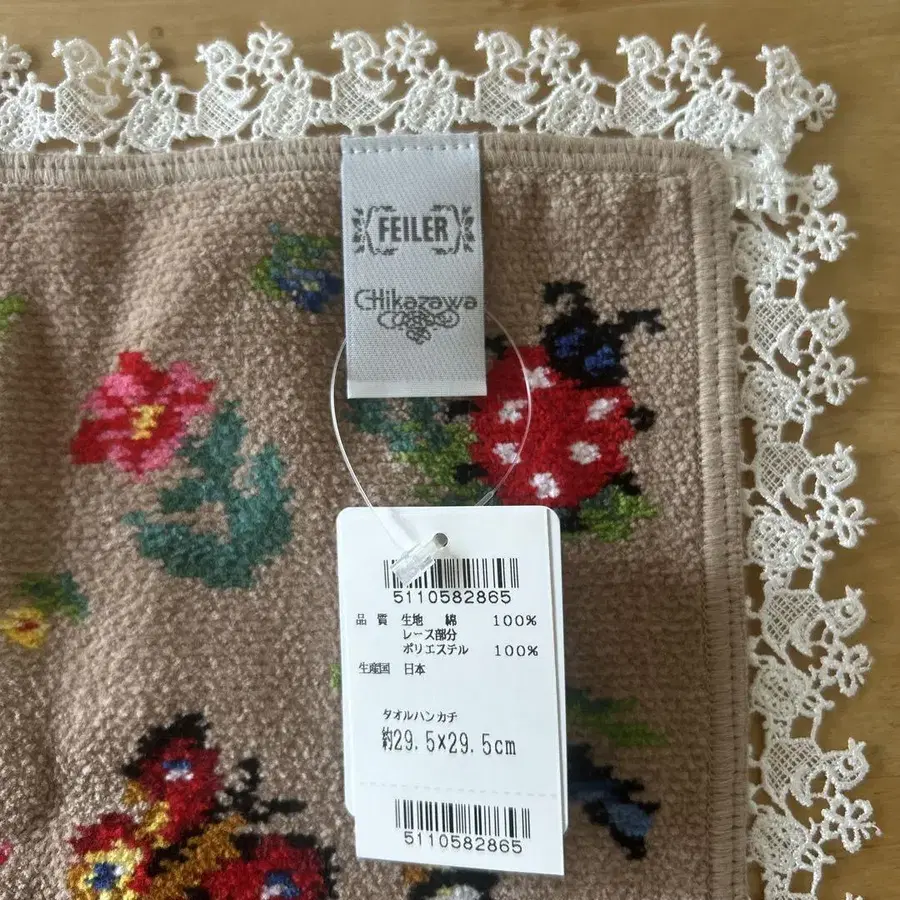 FEILER
CHikazawa
5110582865
品 質 生地 綿 100%
レース部分
ポリエステル 100%
生産国 日本
タオルハンカチ
約29.5×29.5cm
5110582865